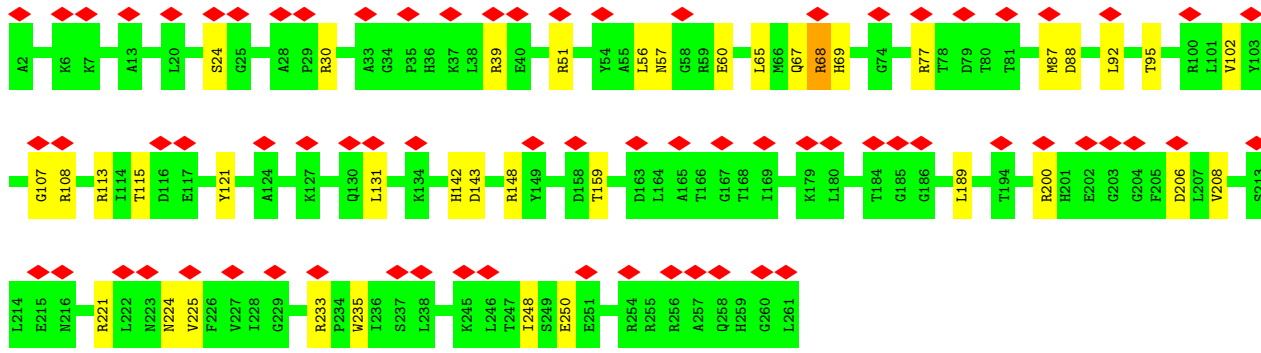 A2 K6 K7 A13 L20 S24 G25 A28 P29 R30 A33 G34 P35 H36 K37 L38 R39 E40 R51 Y54 A55 L56 N57 G58 R59 E60 L65 M66 Q67 R68 H69 G74 R77 T78 D79 T80 T81 M87 D88 L92 T95 R100 L101 V102 Y103
G107 R108 R113 I114 T115 D116 E117 Y121 A124 K127 Q130 L131 K134 H142 D143 R148 Y149 D158 T159 D163 L164 A165 T166 G167 T168 I169 K179 L180 T184 G185 G186 L189 T194 R200 H201 E202 G203 G204 F205 D206 L207 V208 S213
L214 E215 N216 R221 L222 N223 N224 V225 F226 V227 I228 G229 R233 P234 W235 I236 S237 L238 K245 L246 T247 I248 S249 E250 E251 R254 R255 R256 A257 Q258 H259 G260 L261